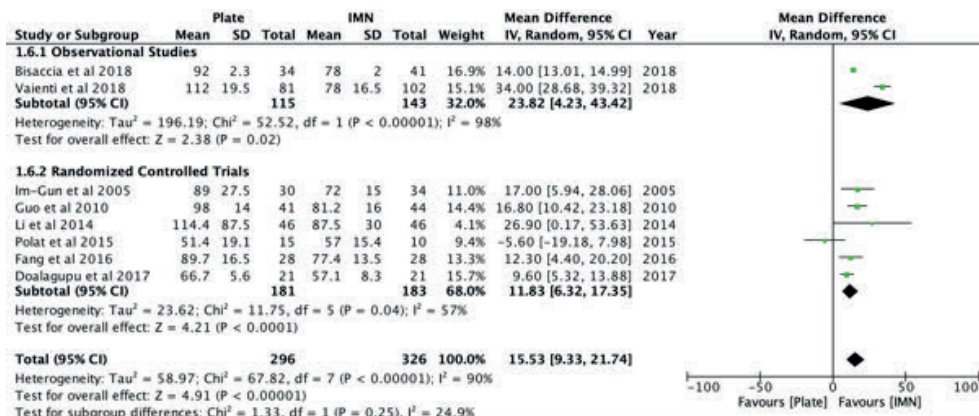 Plate IMN Mean Difference Mean Difference
Study or Subgroup Mean SD Total Mean SD Total Weight IV, Random, 95% CI Year IV, Random, 95% CI
1.6.1 Observational Studies
Bisaccia et al 2018 92 2.3 34 78 2 41 16.9% 14.00 [13.01, 14.99] 2018
Vaienti et al 2018 112 19.5 81 78 16.5 102 15.1% 34.00 [28.68, 39.32] 2018
Subtotal (95% CI) 115 143 32.0% 23.82 [4.23, 43.42]
Heterogeneity: Tau² = 196.19; Chi² = 52.52, df = 1 (P < 0.00001); I² = 98%
Test for overall effect: Z = 2.38 (P = 0.02)
1.6.2 Randomized Controlled Trials
Im-Gun et al 2005 89 27.5 30 72 15 34 11.0% 17.00 [5.94, 28.06] 2005
Guo et al 2010 98 14 41 81.2 16 44 14.4% 16.80 [10.42, 23.18] 2010
Li et al 2014 114.4 87.5 46 87.5 30 46 4.1% 26.90 [0.17, 53.63] 2014
Polat et al 2015 51.4 19.1 15 57 15.4 10 9.4% -5.60 [-19.18, 7.98] 2015
Fang et al 2016 89.7 16.5 28 77.4 13.5 28 13.4% 12.30 [4.40, 20.20] 2016
Doalagupu et al 2017 66.7 5.6 21 57.1 8.3 21 15.7% 9.60 [5.32, 13.88] 2017
Subtotal (95% CI) 181 183 68.0% 11.83 [6.32, 17.35]
Heterogeneity: Tau² = 23.62; Chi² = 11.75, df = 5 (P = 0.04); I² = 57%
Test for overall effect: Z = 4.21 (P < 0.0001)
Total (95% CI) 296 326 100.0% 15.53 [9.33, 21.74]
Heterogeneity: Tau² = 58.97; Chi² = 67.82, df = 7 (P < 0.00001); I² = 90%
Test for overall effect: Z = 4.91 (P < 0.00001)
Test for subgroup differences: Chi² = 1.33, df = 1 (P = 0.25), I² = 24.9%
-100 -50 0 50 100
Favours [Plate] Favours [IMN]